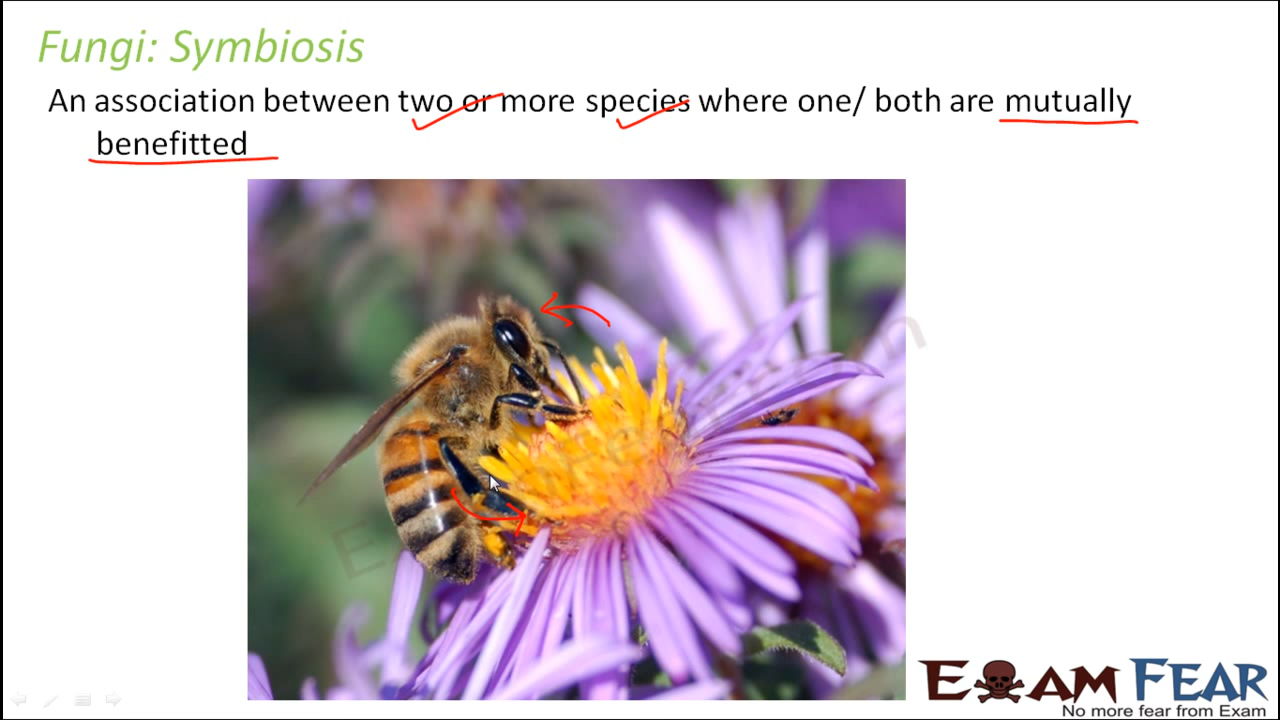 Fungi: Symbiosis
An association between two or more species where one/ both are mutually
benefitted
EXAM FEAR
No more fear from Exam